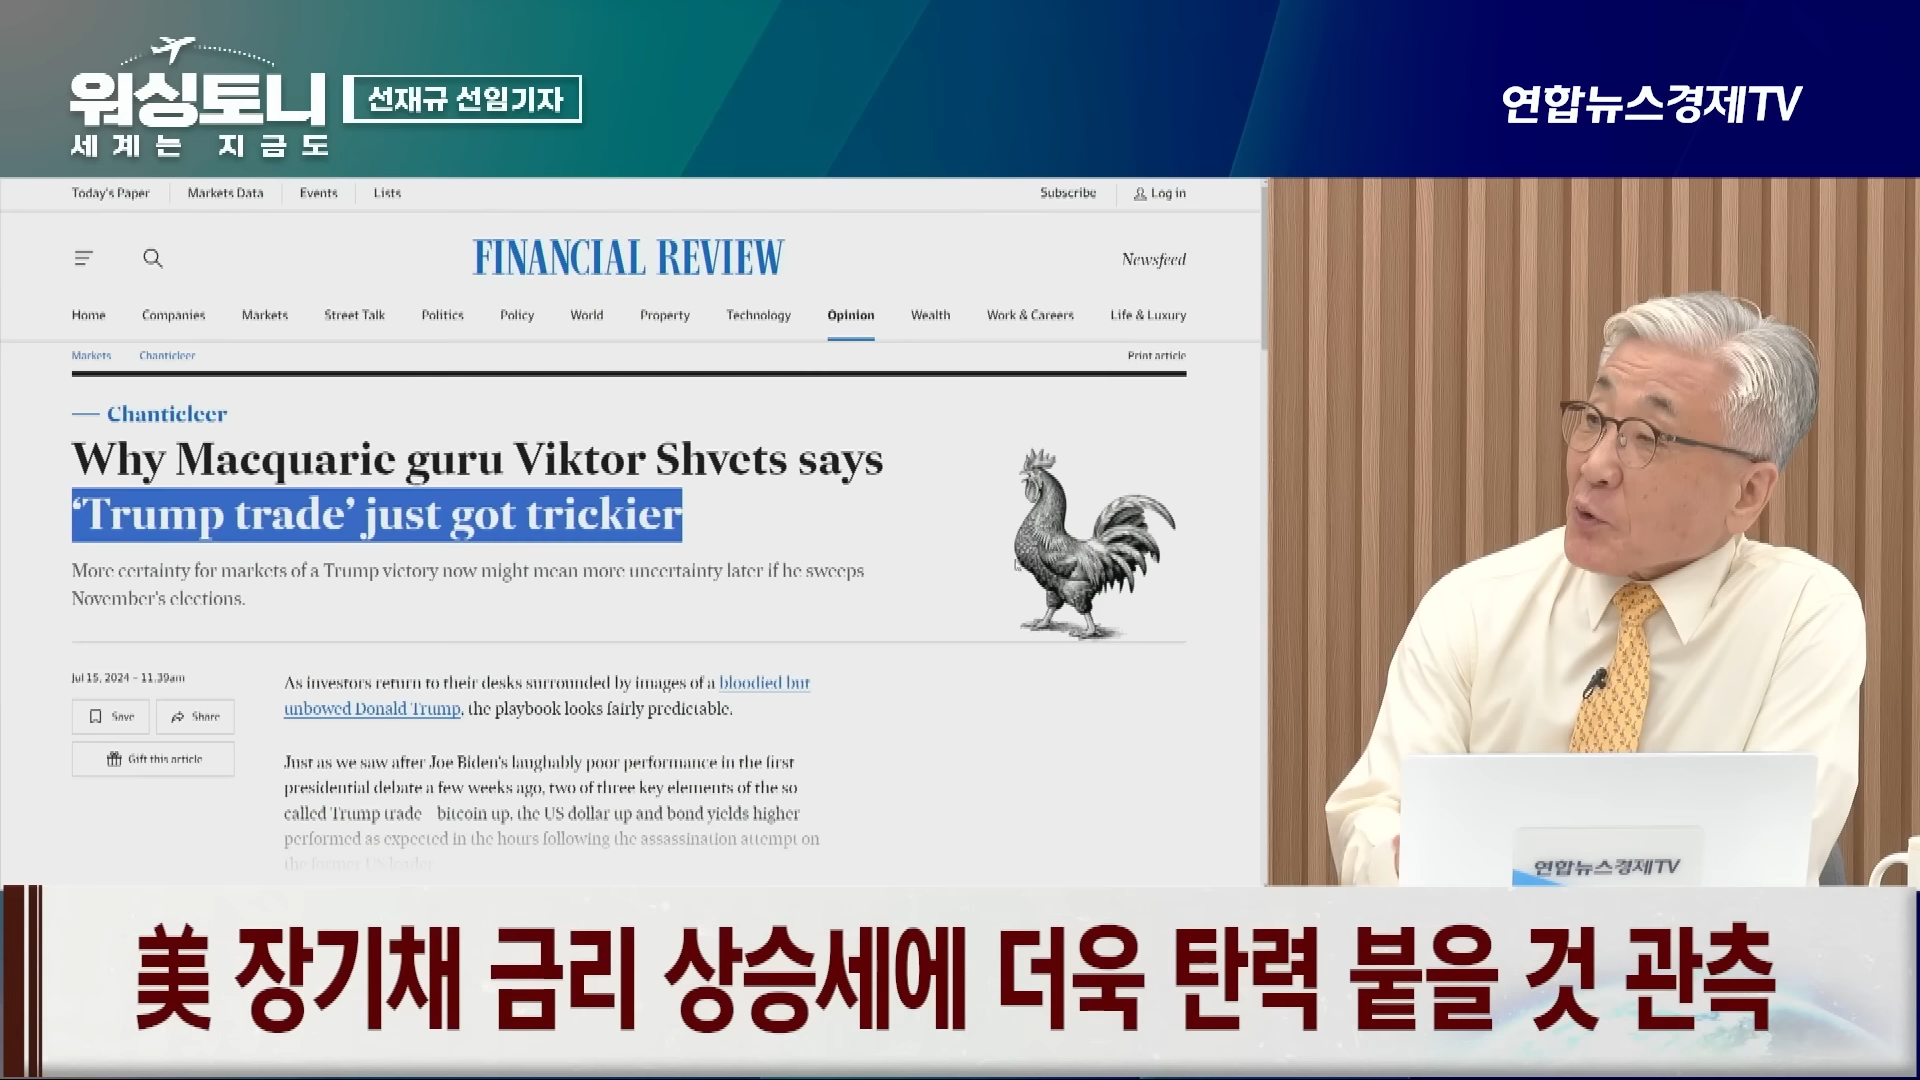 워싱토니
세계는 지금도
선재규 선임기자
연합뉴스경제TV
Today's Paper Markets Data Events Lists Subscribe Log in
FINANCIAL REVIEW
Newsfeed
Home Companies Markets Street Talk Politics Policy World Property Technology Opinion Wealth Work & Careers Life & Luxury
Markets Chanticleer Print article
— Chanticleer
Why Macquarie guru Viktor Shvets says
‘Trump trade’ just got trickier
More certainty for markets of a Trump victory now might mean more uncertainty later if he sweeps
November's elections.
Jul 15, 2024 – 11.39am
Save Share
Gift this article
As investors return to their desks surrounded by images of a bloodied but
unbowed Donald Trump, the playbook looks fairly predictable.
Just as we saw after Joe Biden's laughably poor performance in the first
presidential debate a few weeks ago, two of three key elements of the so
called Trump trade bitcoin up, the US dollar up and bond yields higher
performed as expected in the hours following the assassination attempt on
the former US leader
연합뉴스경제TV
美 장기채 금리 상승세에 더욱 탄력 붙을 것 관측